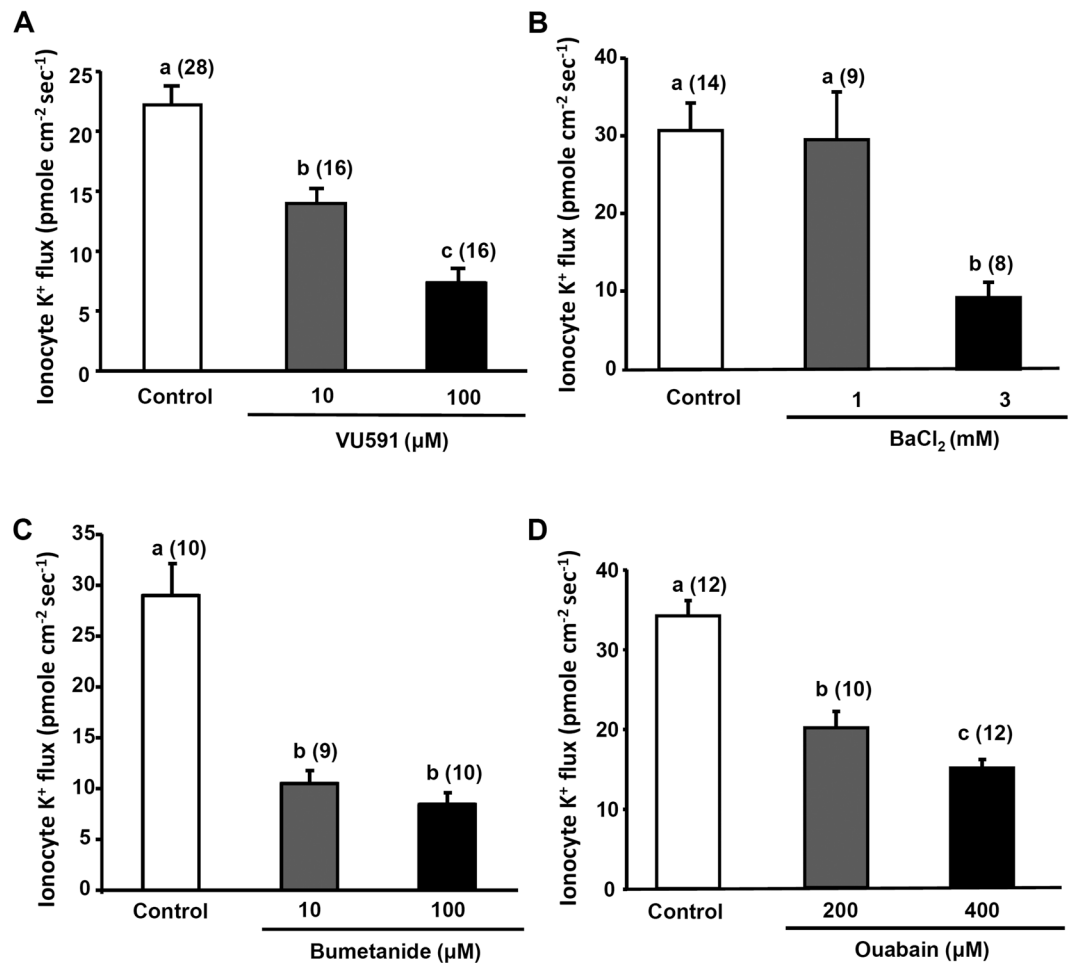 A
Ionocyte K⁺ flux (pmole cm⁻² sec⁻¹)
25
20
15
10
5
0
a (28)
b (16)
c (16)
Control
10
100
VU591 (μM)
B
Ionocyte K⁺ flux (pmole cm⁻² sec⁻¹)
40
30
20
10
0
a (14)
a (9)
b (8)
Control
1
3
BaCl₂ (mM)
C
Ionocyte K⁺ flux (pmole cm⁻² sec⁻¹)
35
30
25
20
15
10
5
0
a (10)
b (9)
b (10)
Control
10
100
Bumetanide (μM)
D
Ionocyte K⁺ flux (pmole cm⁻² sec⁻¹)
40
30
20
10
0
a (12)
b (10)
c (12)
Control
200
400
Ouabain (μM)